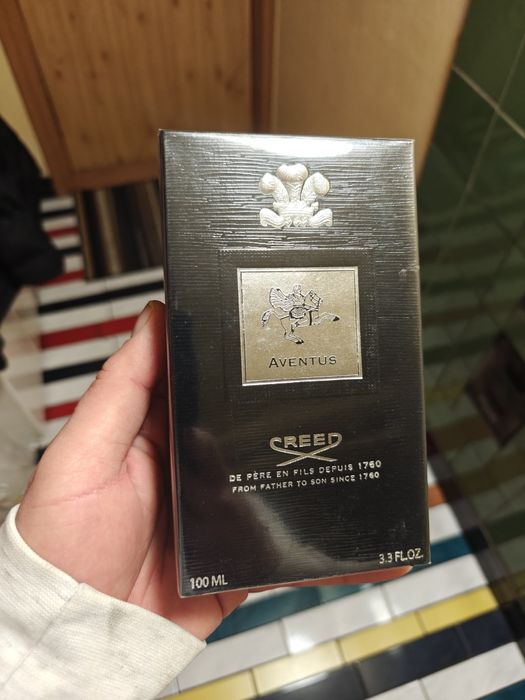 AVENTUS
CREED
DE PÈRE EN FILS DEPUIS 1760
FROM FATHER TO SON SINCE 1760
100 ML
3.3 FL.OZ.